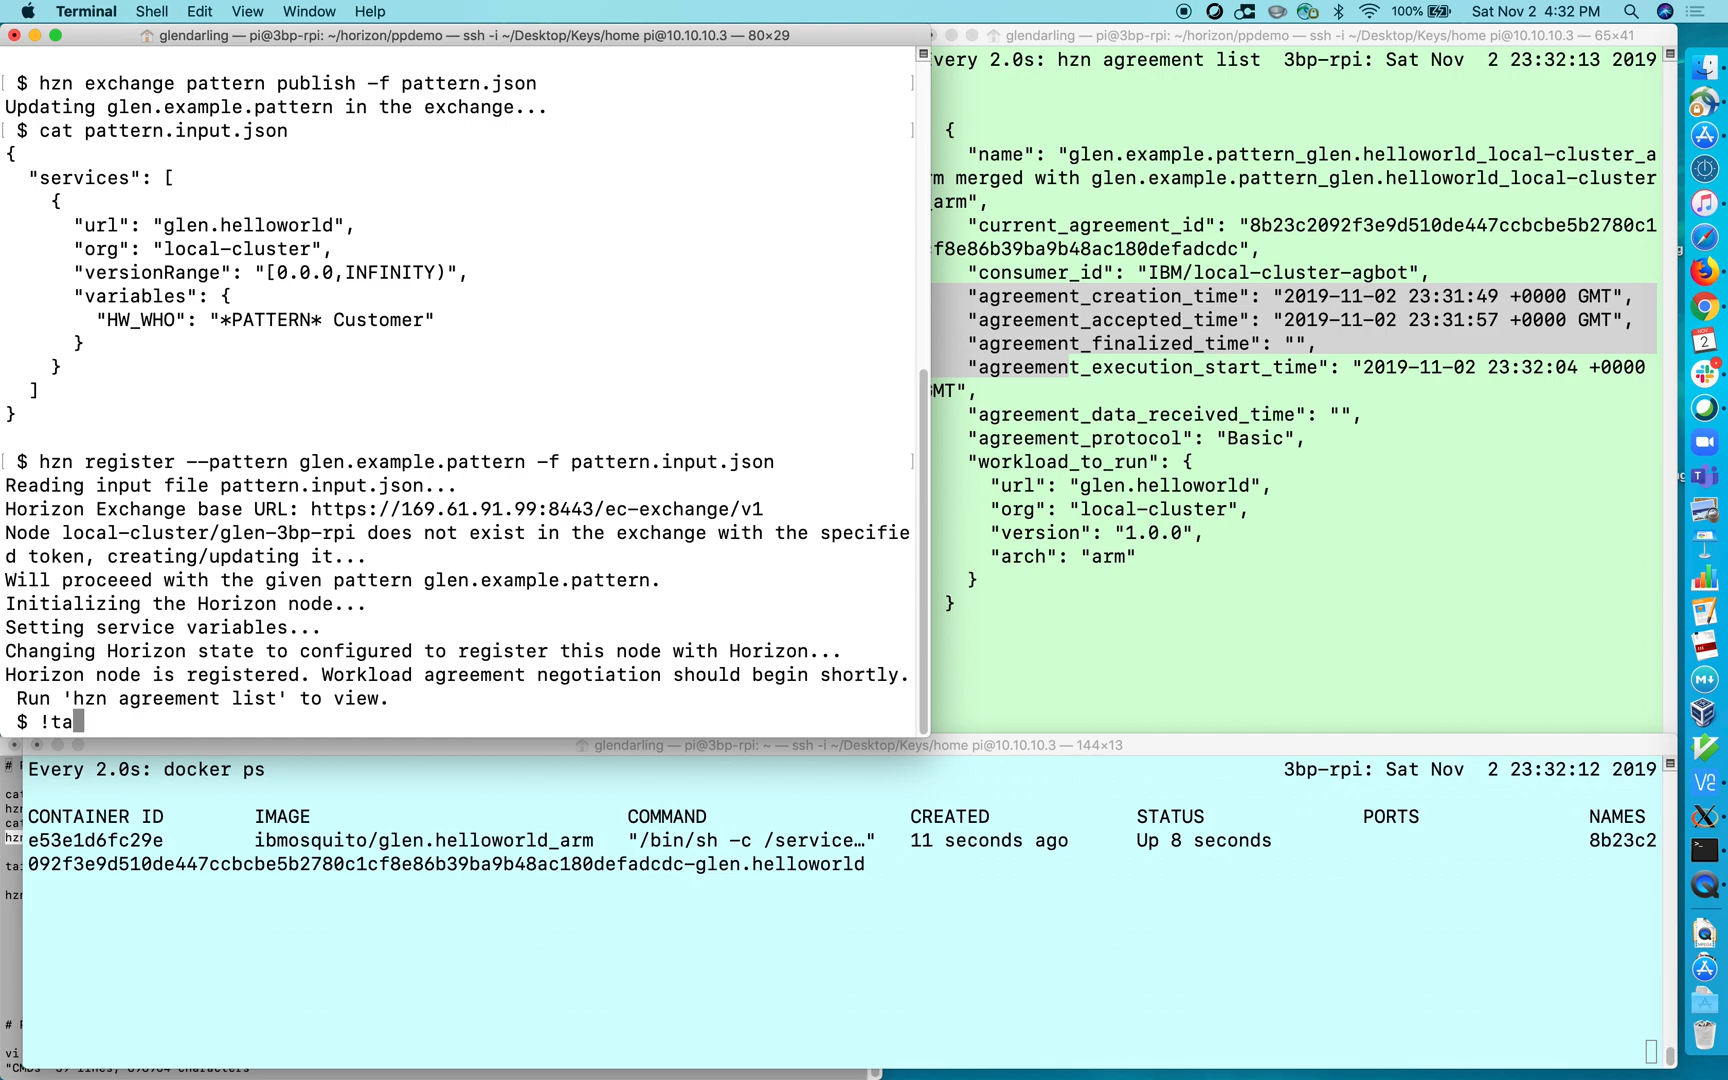 Terminal Shell Edit View Window Help 100% Sat Nov 2 4:32 PM
glendarling — pi@3bp-rpi: ~/horizon/ppdemo — ssh -i ~/Desktop/Keys/home pi@10.10.10.3 — 80×29
$ hzn exchange pattern publish -f pattern.json
Updating glen.example.pattern in the exchange...
$ cat pattern.input.json
{
"services": [
{
"url": "glen.helloworld",
"org": "local-cluster",
"versionRange": "[0.0.0,INFINITY)",
"variables": {
"HW_WHO": "*PATTERN* Customer"
}
}
]
}
$ hzn register --pattern glen.example.pattern -f pattern.input.json
Reading input file pattern.input.json...
Horizon Exchange base URL: https://169.61.91.99:8443/ec-exchange/v1
Node local-cluster/glen-3bp-rpi does not exist in the exchange with the specifie
d token, creating/updating it...
Will proceeed with the given pattern glen.example.pattern.
Initializing the Horizon node...
Setting service variables...
Changing Horizon state to configured to register this node with Horizon...
Horizon node is registered. Workload agreement negotiation should begin shortly.
Run 'hzn agreement list' to view.
$ !ta
glendarling — pi@3bp-rpi: ~/horizon/ppdemo — ssh -i ~/Desktop/Keys/home pi@10.10.10.3 — 65×41
very 2.0s: hzn agreement list 3bp-rpi: Sat Nov 2 23:32:13 2019
{
"name": "glen.example.pattern_glen.helloworld_local-cluster_a
rm merged with glen.example.pattern_glen.helloworld_local-cluster
_arm",
"current_agreement_id": "8b23c2092f3e9d510de447ccbcbe5b2780c1
cf8e86b39ba9b48ac180defadcdc",
"consumer_id": "IBM/local-cluster-agbot",
"agreement_creation_time": "2019-11-02 23:31:49 +0000 GMT",
"agreement_accepted_time": "2019-11-02 23:31:57 +0000 GMT",
"agreement_finalized_time": "",
"agreement_execution_start_time": "2019-11-02 23:32:04 +0000
GMT",
"agreement_data_received_time": "",
"agreement_protocol": "Basic",
"workload_to_run": {
"url": "glen.helloworld",
"org": "local-cluster",
"version": "1.0.0",
"arch": "arm"
}
}
glendarling — pi@3bp-rpi: ~ — ssh -i ~/Desktop/Keys/home pi@10.10.10.3 — 144×13
Every 2.0s: docker ps 3bp-rpi: Sat Nov 2 23:32:12 2019
CONTAINER ID IMAGE COMMAND CREATED STATUS PORTS NAMES
e53e1d6fc29e ibmosquito/glen.helloworld_arm "/bin/sh -c /service…" 11 seconds ago Up 8 seconds 8b23c2
092f3e9d510de447ccbcbe5b2780c1cf8e86b39ba9b48ac180defadcdc-glen.helloworld
cat
hzn
cat
hzn
tai
hzn
vi